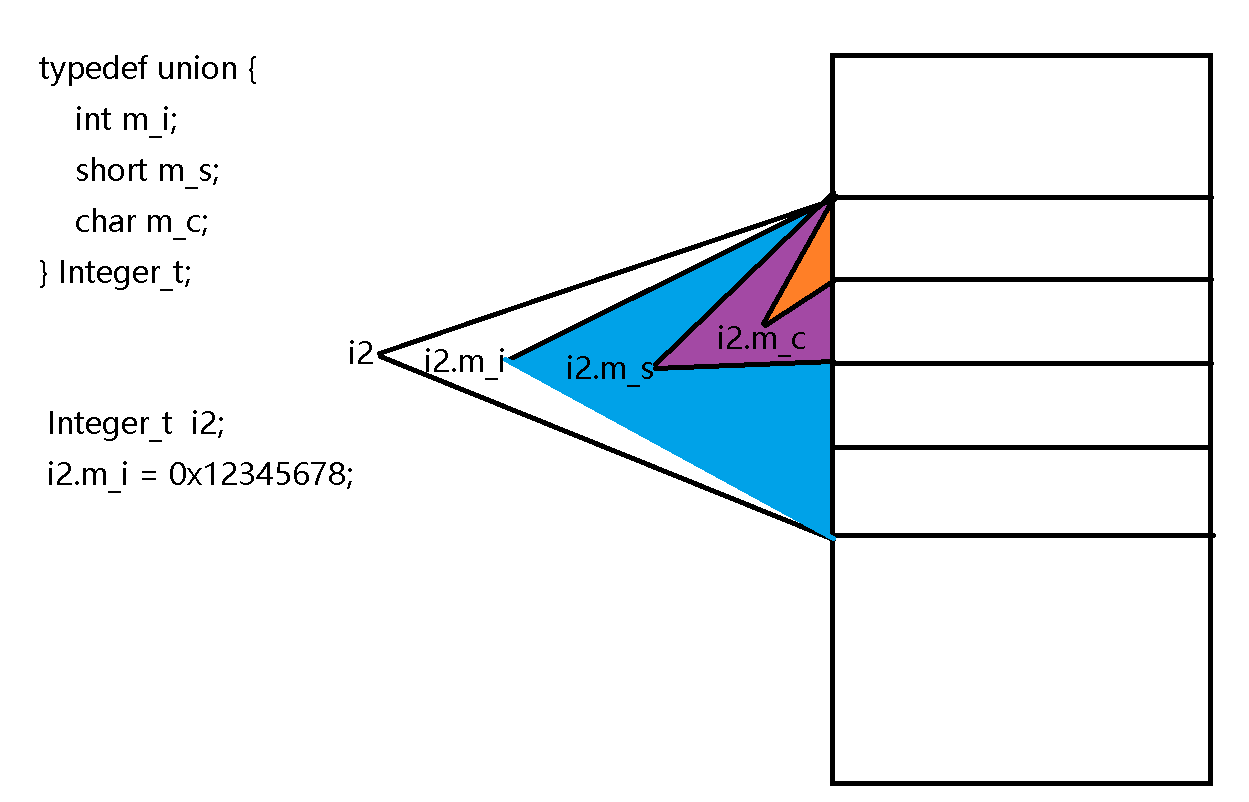 typedef union {
int m_i;
short m_s;
char m_c;
} Integer_t;
i2
i2.m_i
i2.m_s
i2.m_c
Integer_t i2;
i2.m_i = 0x12345678;